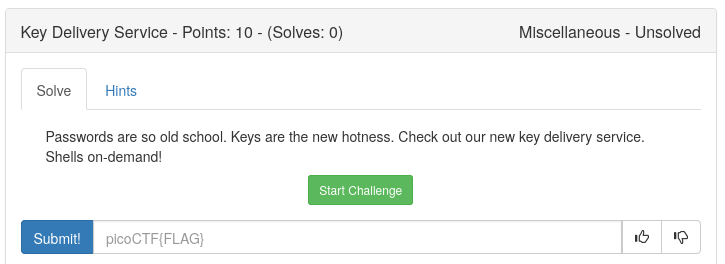 Key Delivery Service - Points: 10 - (Solves: 0)
Miscellaneous - Unsolved
Solve
Hints
Passwords are so old school. Keys are the new hotness. Check out our new key delivery service.
Shells on-demand!
Start Challenge
Submit!
picoCTF{FLAG}